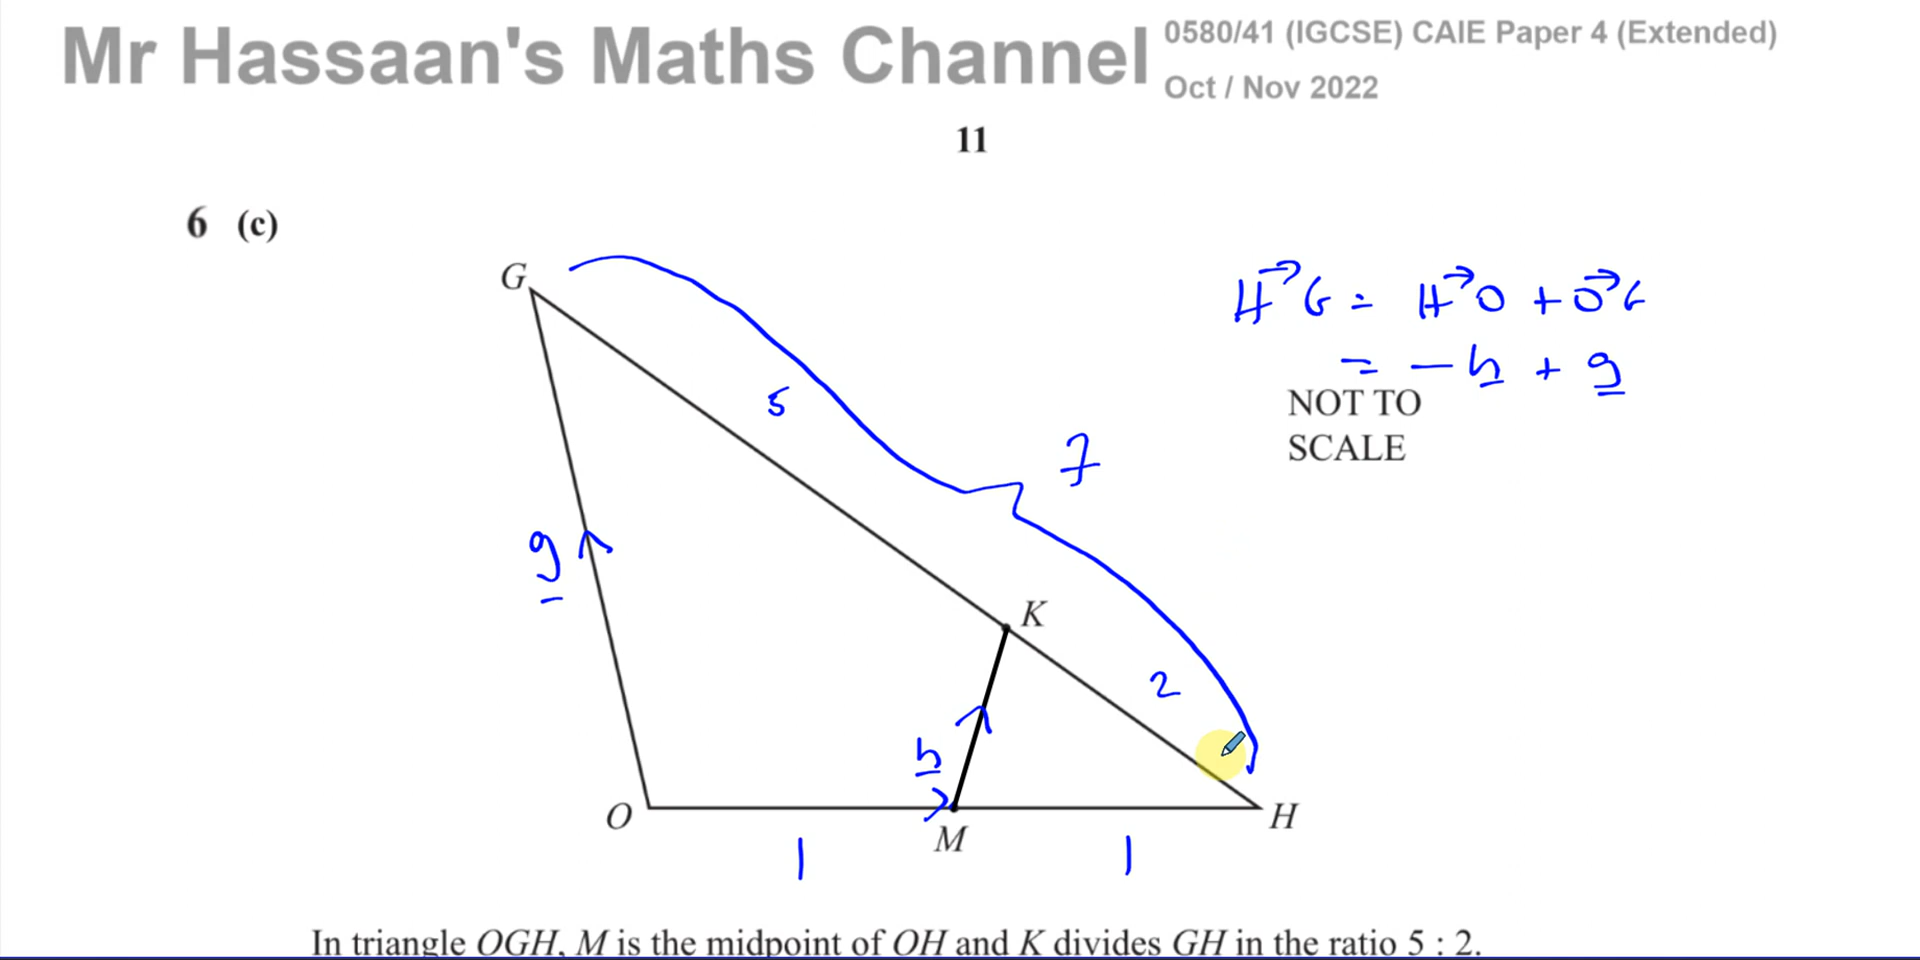 Mr Hassaan's Maths Channel
0580/41 (IGCSE) CAIE Paper 4 (Extended)
Oct / Nov 2022
11
6 (c)
G
HG = HO + OG
= -h + g
NOT TO
SCALE
5
7
g
K
2
h
O
M
H
1
1
In triangle OGH, M is the midpoint of OH and K divides GH in the ratio 5 : 2.